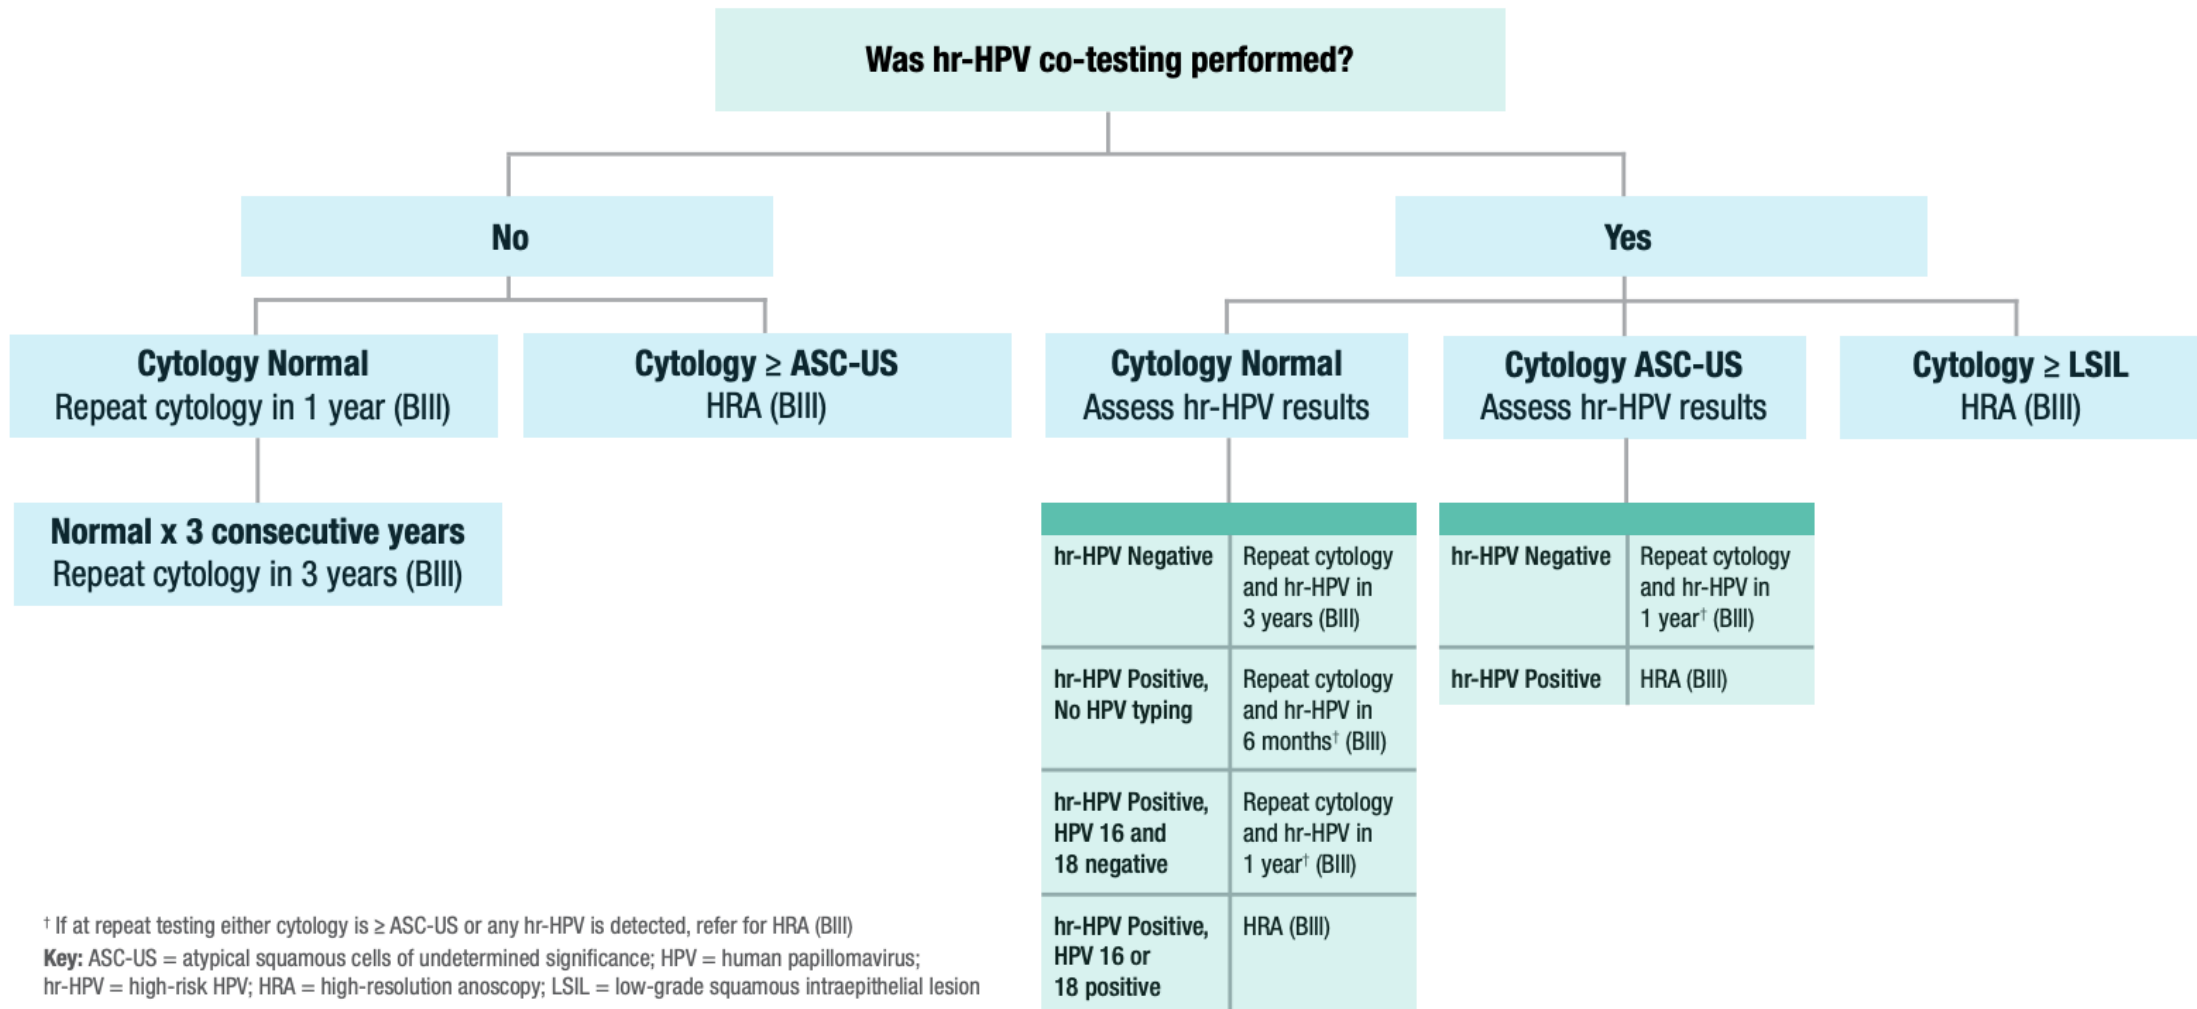 Was hr-HPV co-testing performed?
No
Yes
Cytology Normal
Repeat cytology in 1 year (BIII)
Cytology ≥ ASC-US
HRA (BIII)
Cytology Normal
Assess hr-HPV results
Cytology ASC-US
Assess hr-HPV results
Cytology ≥ LSIL
HRA (BIII)
Normal x 3 consecutive years
Repeat cytology in 3 years (BIII)
hr-HPV Negative
Repeat cytology
and hr-HPV in
3 years (BIII)
hr-HPV Positive,
No HPV typing
Repeat cytology
and hr-HPV in
6 months† (BIII)
hr-HPV Positive,
HPV 16 and
18 negative
Repeat cytology
and hr-HPV in
1 year† (BIII)
hr-HPV Positive,
HPV 16 or
18 positive
HRA (BIII)
hr-HPV Negative
Repeat cytology
and hr-HPV in
1 year† (BIII)
hr-HPV Positive
HRA (BIII)
† If at repeat testing either cytology is ≥ ASC-US or any hr-HPV is detected, refer for HRA (BIII)
Key: ASC-US = atypical squamous cells of undetermined significance; HPV = human papillomavirus;
hr-HPV = high-risk HPV; HRA = high-resolution anoscopy; LSIL = low-grade squamous intraepithelial lesion